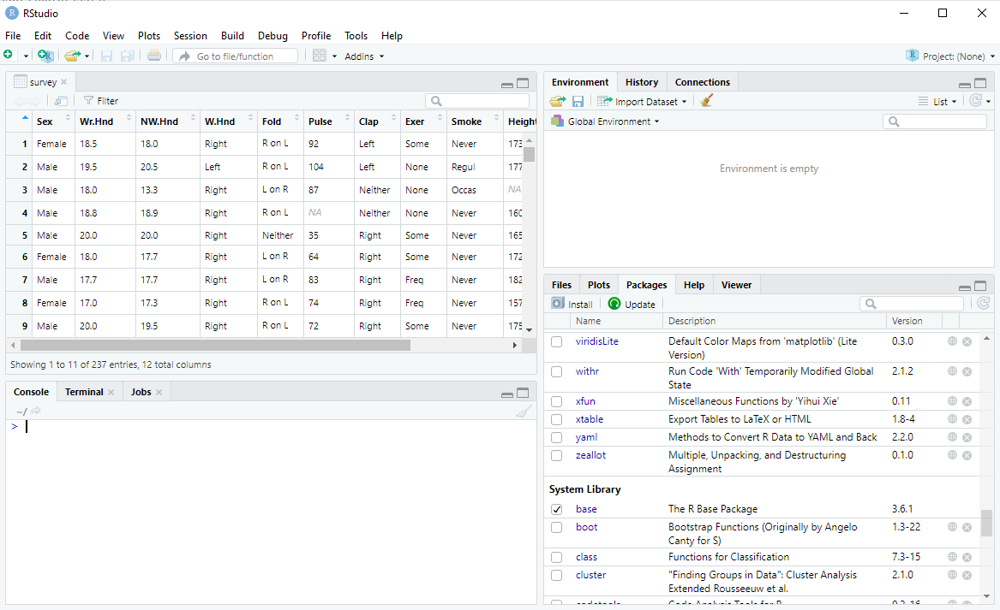 RStudio
File Edit Code View Plots Session Build Debug Profile Tools Help
Go to file/function Addins Project: (None)
survey
Filter
Sex Wr.Hnd NW.Hnd W.Hnd Fold Pulse Clap Exer Smoke Height
1 Female 18.5 18.0 Right R on L 92 Left Some Never 173
2 Male 19.5 20.5 Left R on L 104 Left None Regul 177
3 Male 18.0 13.3 Right L on R 87 Neither None Occas NA
4 Male 18.8 18.9 Right R on L NA Neither None Never 160
5 Male 20.0 20.0 Right Neither 35 Right Some Never 165
6 Female 18.0 17.7 Right L on R 64 Right Some Never 172
7 Male 17.7 17.7 Right L on R 83 Right Freq Never 182
8 Female 17.0 17.3 Right R on L 74 Right Freq Never 157
9 Male 20.0 19.5 Right R on L 72 Right Some Never 175
Showing 1 to 11 of 237 entries, 12 total columns
Console Terminal Jobs
~/
>
Environment History Connections
Import Dataset List
Global Environment
Environment is empty
Files Plots Packages Help Viewer
Install Update
Name Description Version
viridisLite Default Color Maps from 'matplotlib' (Lite 0.3.0
Version)
withr Run Code 'With' Temporarily Modified Global 2.1.2
State
xfun Miscellaneous Functions by 'Yihui Xie' 0.11
xtable Export Tables to LaTeX or HTML 1.8-4
yaml Methods to Convert R Data to YAML and Back 2.2.0
zeallot Multiple, Unpacking, and Destructuring 0.1.0
Assignment
System Library
base The R Base Package 3.6.1
boot Bootstrap Functions (Originally by Angelo 1.3-22
Canty for S)
class Functions for Classification 7.3-15
cluster "Finding Groups in Data": Cluster Analysis 2.1.0
Extended Rousseeuw et al.
codetools Code Analysis Tools for R 0.2-16